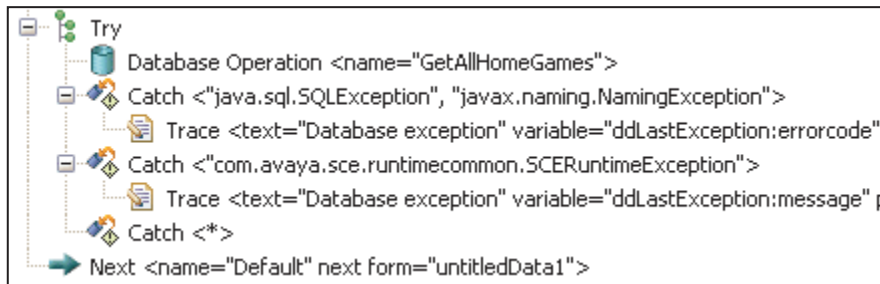 Try
Database Operation <name="GetAllHomeGames">
Catch <"java.sql.SQLException", "javax.naming.NamingException">
Trace <text="Database exception" variable="ddLastException:errorcode"
Catch <"com.avaya.sce.runtimecommon.SCERuntimeException">
Trace <text="Database exception" variable="ddLastException:message" p
Catch <*>
Next <name="Default" next form="untitledData1">